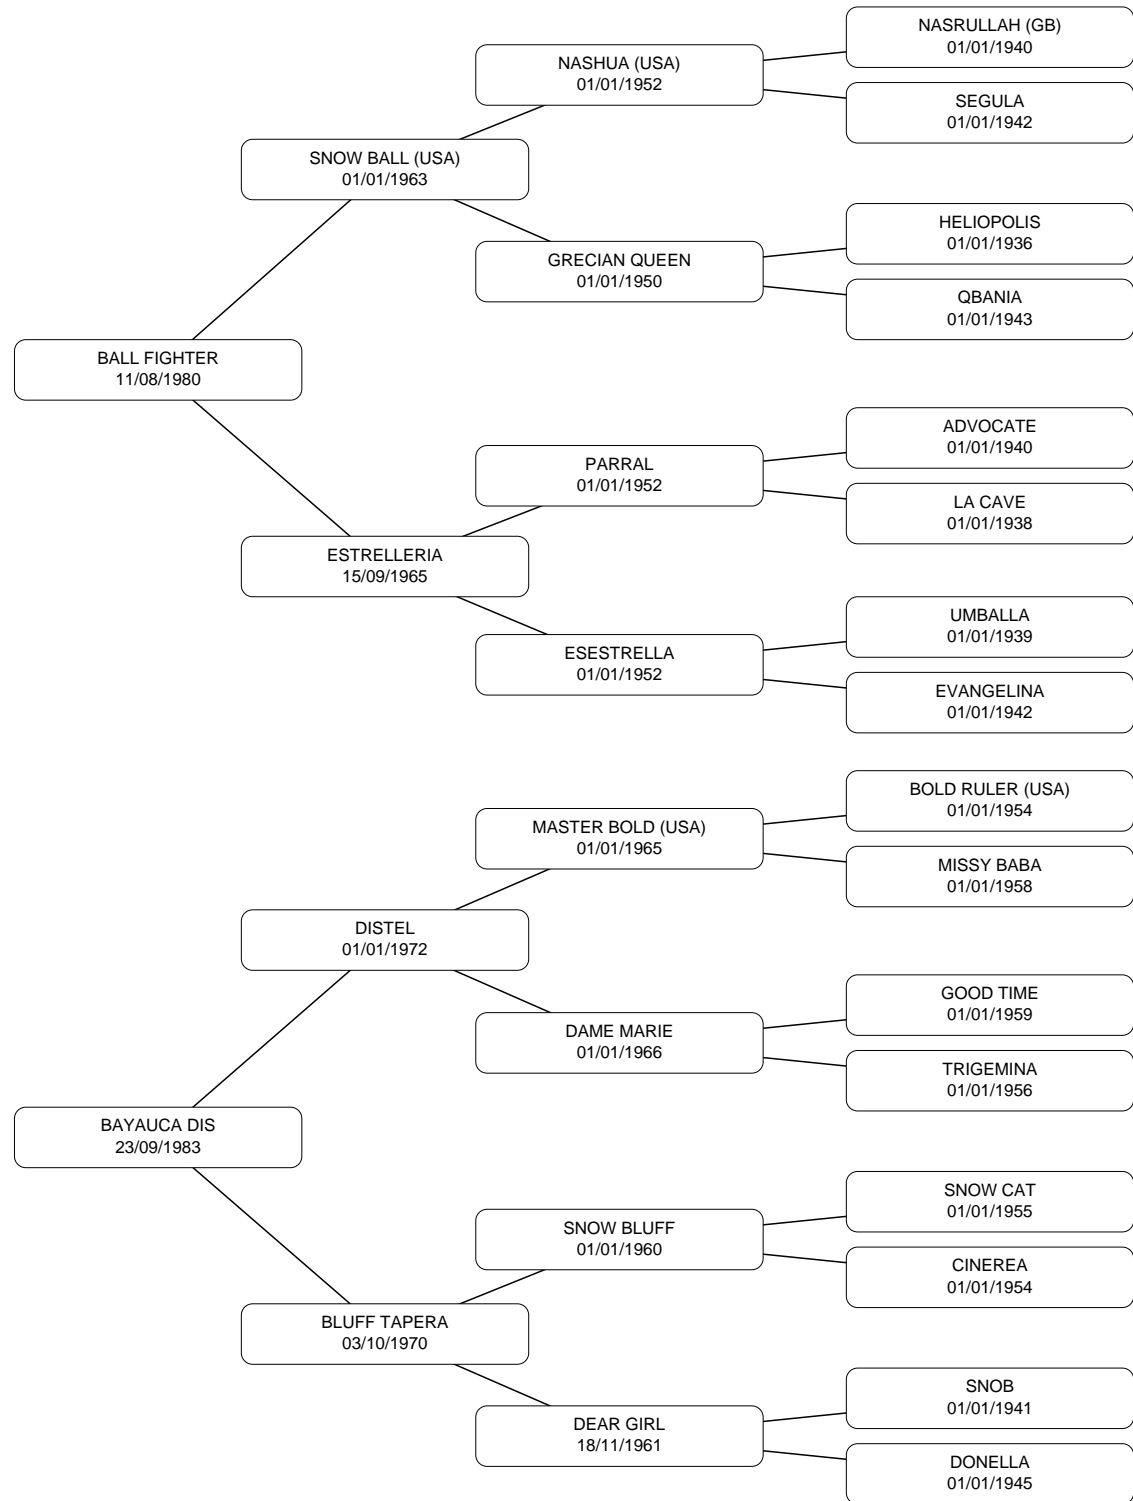 NASRULLAH (GB)
01/01/1940
NASHUA (USA)
01/01/1952
SEGULA
01/01/1942
SNOW BALL (USA)
01/01/1963
HELIOPOLIS
01/01/1936
GRECIAN QUEEN
01/01/1950
QBANIA
01/01/1943
BALL FIGHTER
11/08/1980
ADVOCATE
01/01/1940
PARRAL
01/01/1952
LA CAVE
01/01/1938
ESTRELLERIA
15/09/1965
UMBALLA
01/01/1939
ESESTRELLA
01/01/1952
EVANGELINA
01/01/1942
BOLD RULER (USA)
01/01/1954
MASTER BOLD (USA)
01/01/1965
MISSY BABA
01/01/1958
DISTEL
01/01/1972
GOOD TIME
01/01/1959
DAME MARIE
01/01/1966
TRIGEMINA
01/01/1956
BAYAUCA DIS
23/09/1983
SNOW CAT
01/01/1955
SNOW BLUFF
01/01/1960
CINEREA
01/01/1954
BLUFF TAPERA
03/10/1970
SNOB
01/01/1941
DEAR GIRL
18/11/1961
DONELLA
01/01/1945